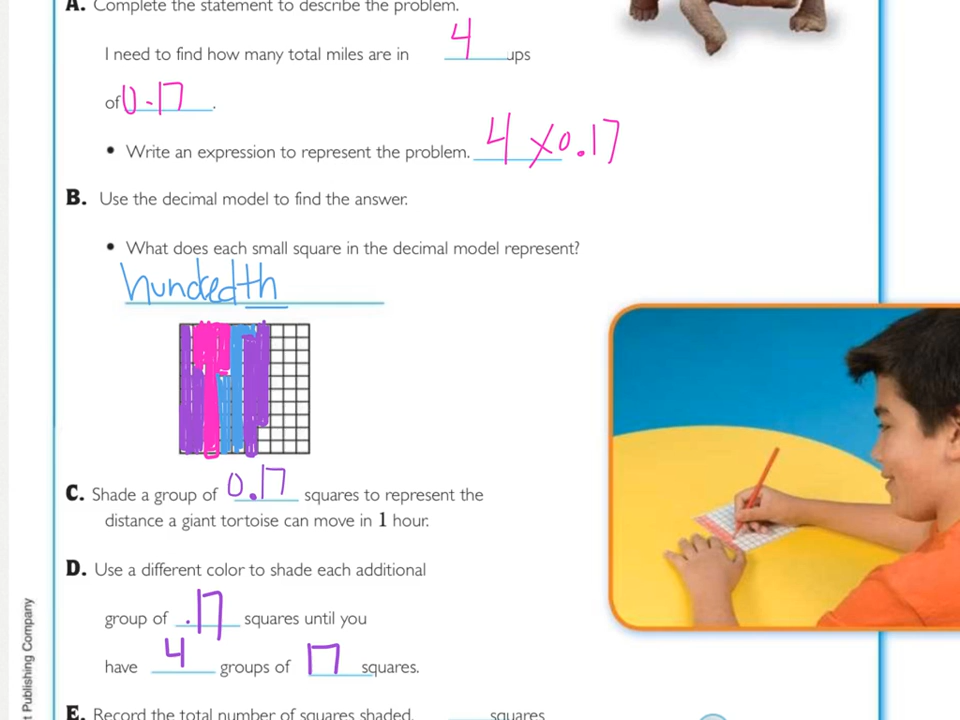 A. Complete the statement to describe the problem.
I need to find how many total miles are in 4 ups
of 0.17.
• Write an expression to represent the problem. 4 x 0.17
B. Use the decimal model to find the answer.
• What does each small square in the decimal model represent?
hundedth
C. Shade a group of 0.17 squares to represent the
distance a giant tortoise can move in 1 hour.
D. Use a different color to shade each additional
group of .17 squares until you
have 4 groups of 17 squares.
E. Record the total number of squares shaded. squares
t Publishing Company